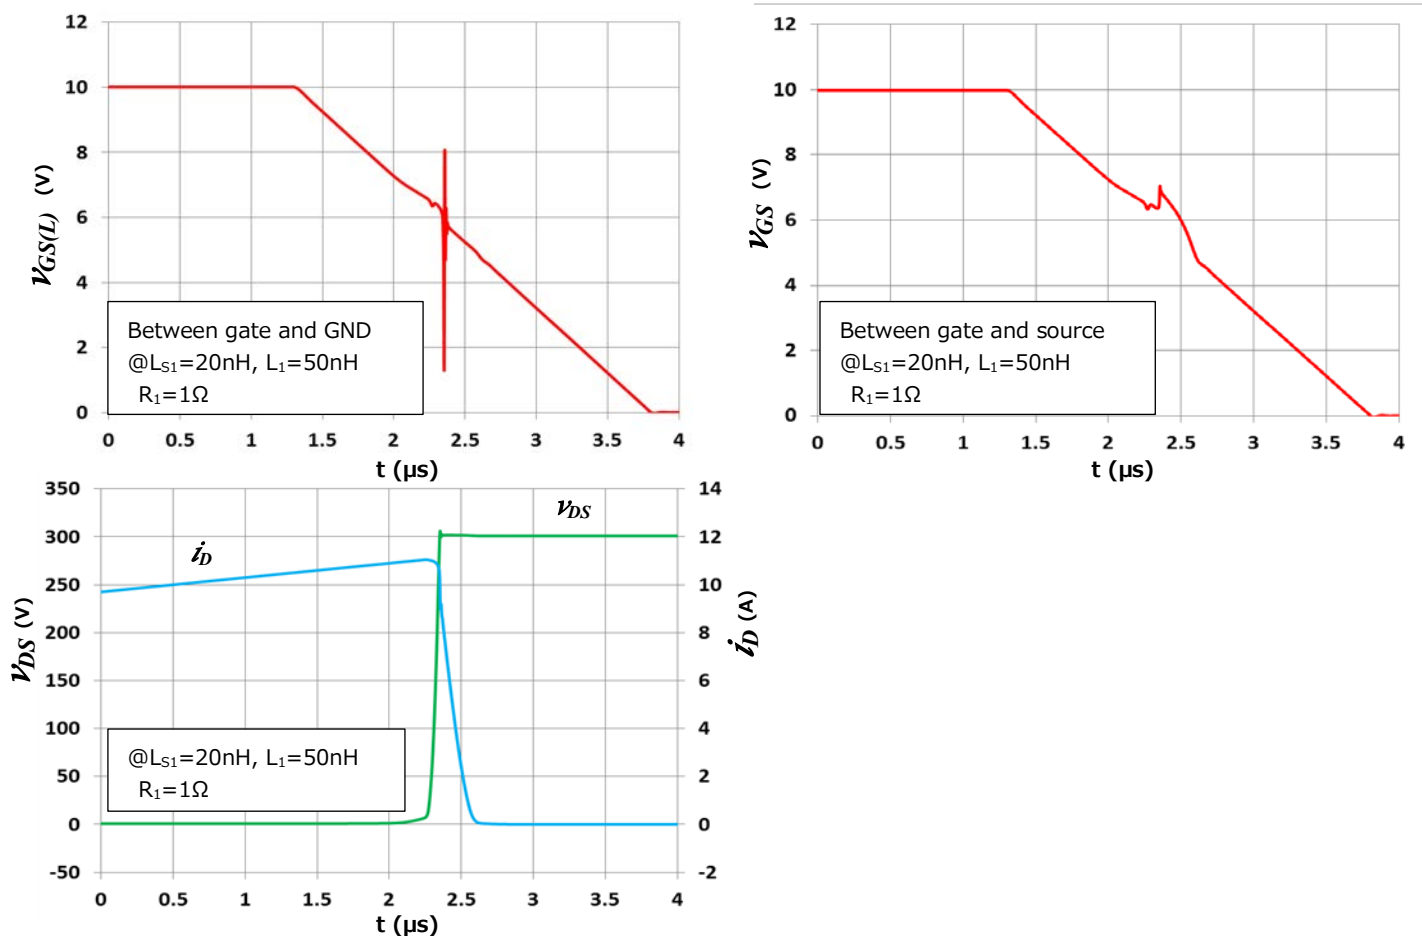 12
10
8
6
4
2
0
0 0.5 1 1.5 2 2.5 3 3.5 4
t (μs)
VGS(L) (V)
Between gate and GND
@LS1=20nH, L1=50nH
R1=1Ω
12
10
8
6
4
2
0
0 0.5 1 1.5 2 2.5 3 3.5 4
t (μs)
VGS (V)
Between gate and source
@LS1=20nH, L1=50nH
R1=1Ω
350
300
250
200
150
100
50
0
-50
VDS (V)
iD
VDS
@LS1=20nH, L1=50nH
R1=1Ω
14
12
10
8
6
4
2
0
-2
iD (A)
0 0.5 1 1.5 2 2.5 3 3.5 4
t (μs)